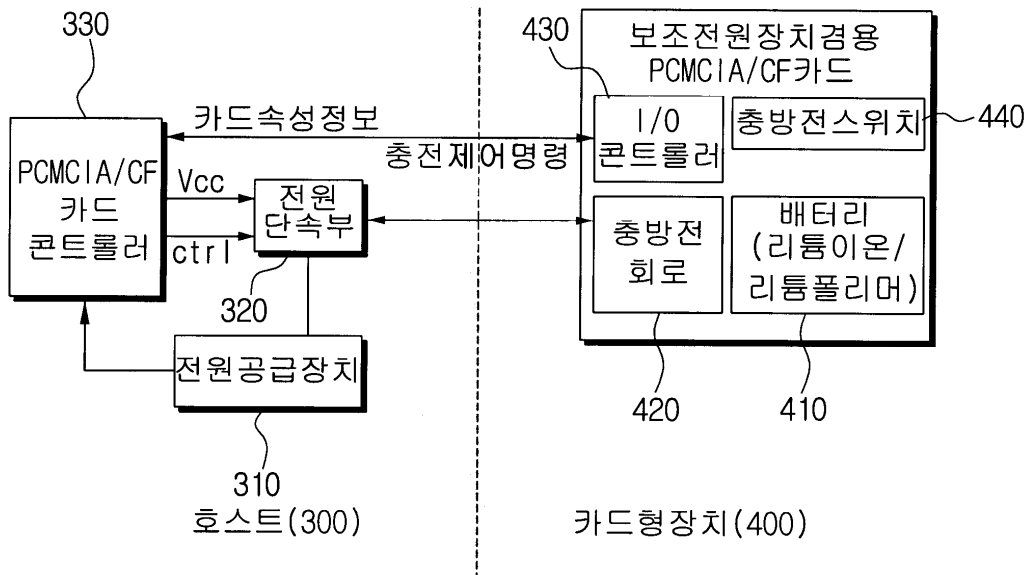 330
PCMCIA/CF
카드
콘트롤러
카드속성정보
충전제어명령
Vcc
ctrl
전원
단속부
320
전원공급장치
310
호스트(300)
430
보조전원장치겸용
PCMCIA/CF카드
I/O
콘트롤러
충방전스위치
440
충방전
회로
420
배터리
(리튬이온/
리튬폴리머)
410
카드형장치(400)